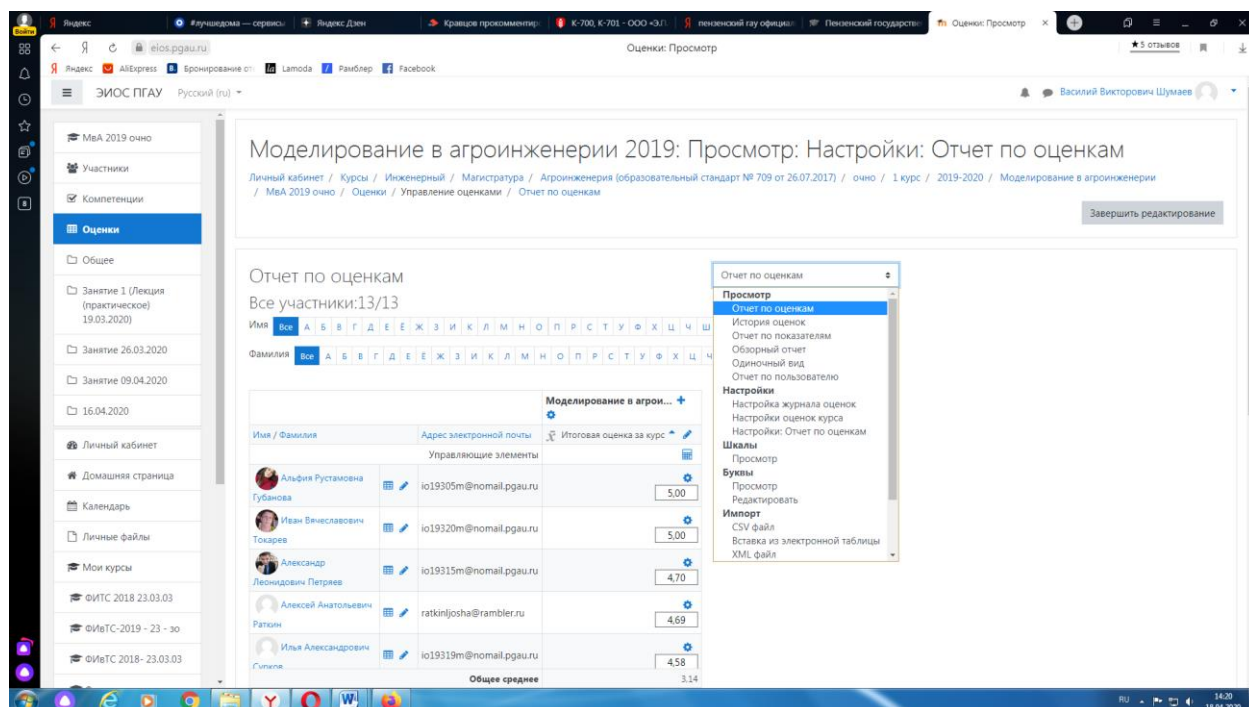 Войти
Яндекс
#лучшедома — сервисы
Яндекс Дзен
Кравцов прокомментир
К-700, К-701 - ООО «З.П.
пензенский гау официал
Пензенский государстве
Оценки: Просмотр
eios.pgau.ru
Оценки: Просмотр
★5 отзывов
Яндекс
AliExpress
Бронирование от
Lamoda
Рамблер
Facebook
ЭИОС ПГАУ
Русский (ru)
Василий Викторович Шумаев
МвА 2019 очно
Участники
Компетенции
Оценки
Общее
Занятие 1 (Лекция
(практическое)
19.03.2020)
Занятие 26.03.2020
Занятие 09.04.2020
16.04.2020
Личный кабинет
Домашняя страница
Календарь
Личные файлы
Мои курсы
ФИТС 2018 23.03.03
ФИвТС-2019 - 23 - зо
ФИвТС 2018- 23.03.03
Моделирование в агроинженерии 2019: Просмотр: Настройки: Отчет по оценкам
Личный кабинет / Курсы / Инженерный / Магистратура / Агроинженерия (образовательный стандарт № 709 от 26.07.2017) / очно / 1 курс / 2019-2020 / Моделирование в агроинженерии
/ МвА 2019 очно / Оценки / Управление оценками / Отчет по оценкам
Завершить редактирование
Отчет по оценкам
Все участники:13/13
Имя Все А Б В Г Д Е Ё Ж З И К Л М Н О П Р С Т У Ф Х Ц Ч Ш
Фамилия Все А Б В Г Д Е Ё Ж З И К Л М Н О П Р С Т У Ф Х Ц Ч
Моделирование в агрои...
Имя / Фамилия
Адрес электронной почты
Итоговая оценка за курс
Управляющие элементы
Альфия Рустамовна
Губанова
io19305m@nomail.pgau.ru
5,00
Иван Вячеславович
Токарев
io19320m@nomail.pgau.ru
5,00
Александр
Леонидович Петряев
io19315m@nomail.pgau.ru
4,70
Алексей Анатольевич
Раткин
ratkinljosha@rambler.ru
4,69
Илья Александрович
Сурков
io19319m@nomail.pgau.ru
4,58
Общее среднее
3.14
Отчет по оценкам
Просмотр
Отчет по оценкам
История оценок
Отчет по показателям
Обзорный отчет
Одиночный вид
Отчет по пользователю
Настройки
Настройка журнала оценок
Настройки оценок курса
Настройки: Отчет по оценкам
Шкалы
Просмотр
Буквы
Просмотр
Редактировать
Импорт
CSV файл
Вставка из электронной таблицы
XML файл
RU
14:20
18.04.2020